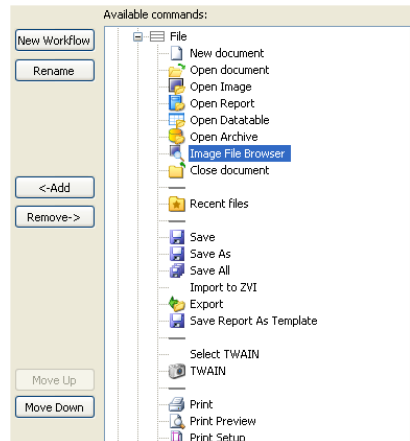 Available commands:
New Workflow
Rename
<-Add
Remove->
Move Up
Move Down
File
New document
Open document
Open Image
Open Report
Open Datatable
Open Archive
Image File Browser
Close document
Recent files
Save
Save As
Save All
Import to ZVI
Export
Save Report As Template
Select TWAIN
TWAIN
Print
Print Preview
Print Setup